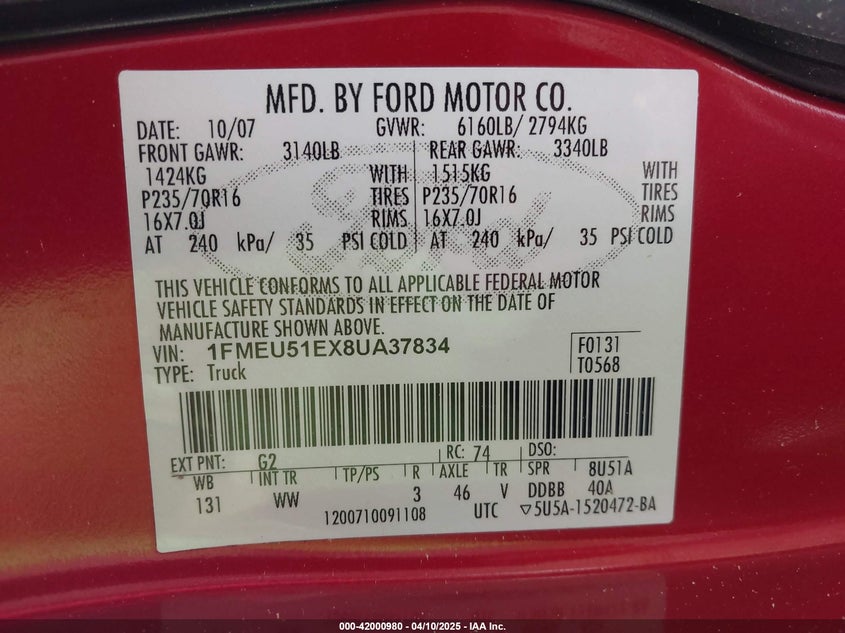 MFD. BY FORD MOTOR CO.
DATE: 10/07 GVWR: 6160LB/ 2794KG
FRONT GAWR: 3140LB REAR GAWR: 3340LB
1424KG WITH 1515KG WITH
P235/70R16 TIRES P235/70R16 TIRES
16X7.0J RIMS 16X7.0J RIMS
AT 240 kPa/ 35 PSI COLD AT 240 kPa/ 35 PSI COLD
Ford
THIS VEHICLE CONFORMS TO ALL APPLICABLE FEDERAL MOTOR
VEHICLE SAFETY STANDARDS IN EFFECT ON THE DATE OF
MANUFACTURE SHOWN ABOVE.
VIN: 1FMEU51EX8UA37834 F0131
TYPE: Truck T0568
EXT PNT: G2 RC: 74 DSO:
WB INT TR TP/PS R AXLE TR SPR 8U51A
131 WW 3 46 V DDBB 40A
1200710091108 UTC ▽5U5A-1520472-BA
000-42000980 - 04/10/2025 - IAA Inc.